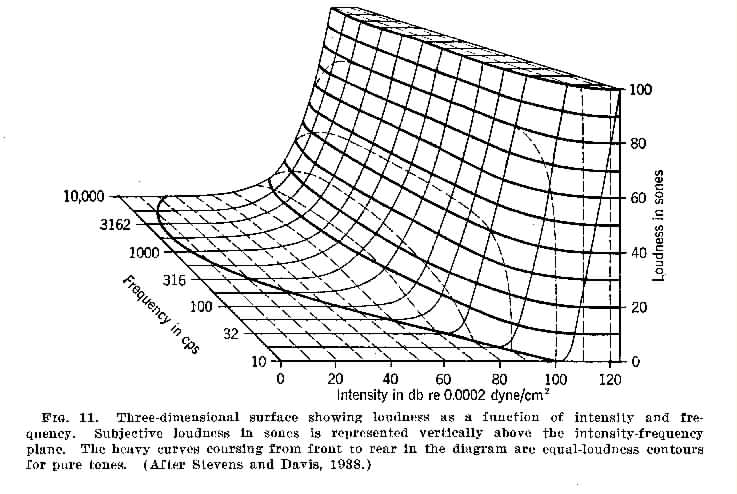 100
80
60
40
20
0
Loudness in sones
10,000
3162
1000
316
100
32
10
Frequency in cps
0 20 40 60 80 100 120
Intensity in db re 0.0002 dyne/cm²
FIG. 11. Three-dimensional surface showing loudness as a function of intensity and fre-
quency. Subjective loudness in sones is represented vertically above the intensity-frequency
plane. The heavy curves coursing from front to rear in the diagram are equal-loudness contours
for pure tones. (After Stevens and Davis, 1938.)